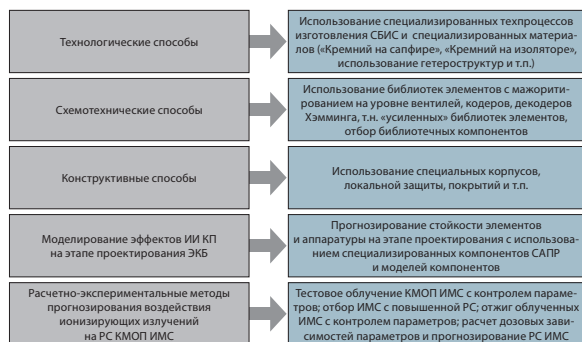 Технологические способы
Использование специализированных техпроцессов
изготовления СБИС и специализированных материа-
лов («Кремний на сапфире», «Кремний на изоляторе»,
использование гетероструктур и т.п.)
Схемотехнические способы
Использование библиотек элементов с мажорити-
рованием на уровне вентилей, кодеров, декодеров
Хэмминга, т.н. «усиленных» библиотек элементов,
отбор библиотечных компонентов
Конструктивные способы
Использование специальных корпусов,
локальной защиты, покрытий и т.п.
Моделирование эффектов ИИ КП
на этапе проектирования ЭКБ
Прогнозирование стойкости элементов
и аппаратуры на этапе проектирования с использова-
нием специализированных компонентов САПР
и моделей компонентов
Расчетно-экспериментальные методы
прогнозирования воздействия
ионизирующих излучений
на РС КМОП ИМС
Тестовое облучение КМОП ИМС с контролем параме-
тров; отбор ИМС с повышенной РС; отжиг облученных
ИМС с контролем параметров; расчет дозовых зави-
симостей параметров и прогнозирование РС ИМС